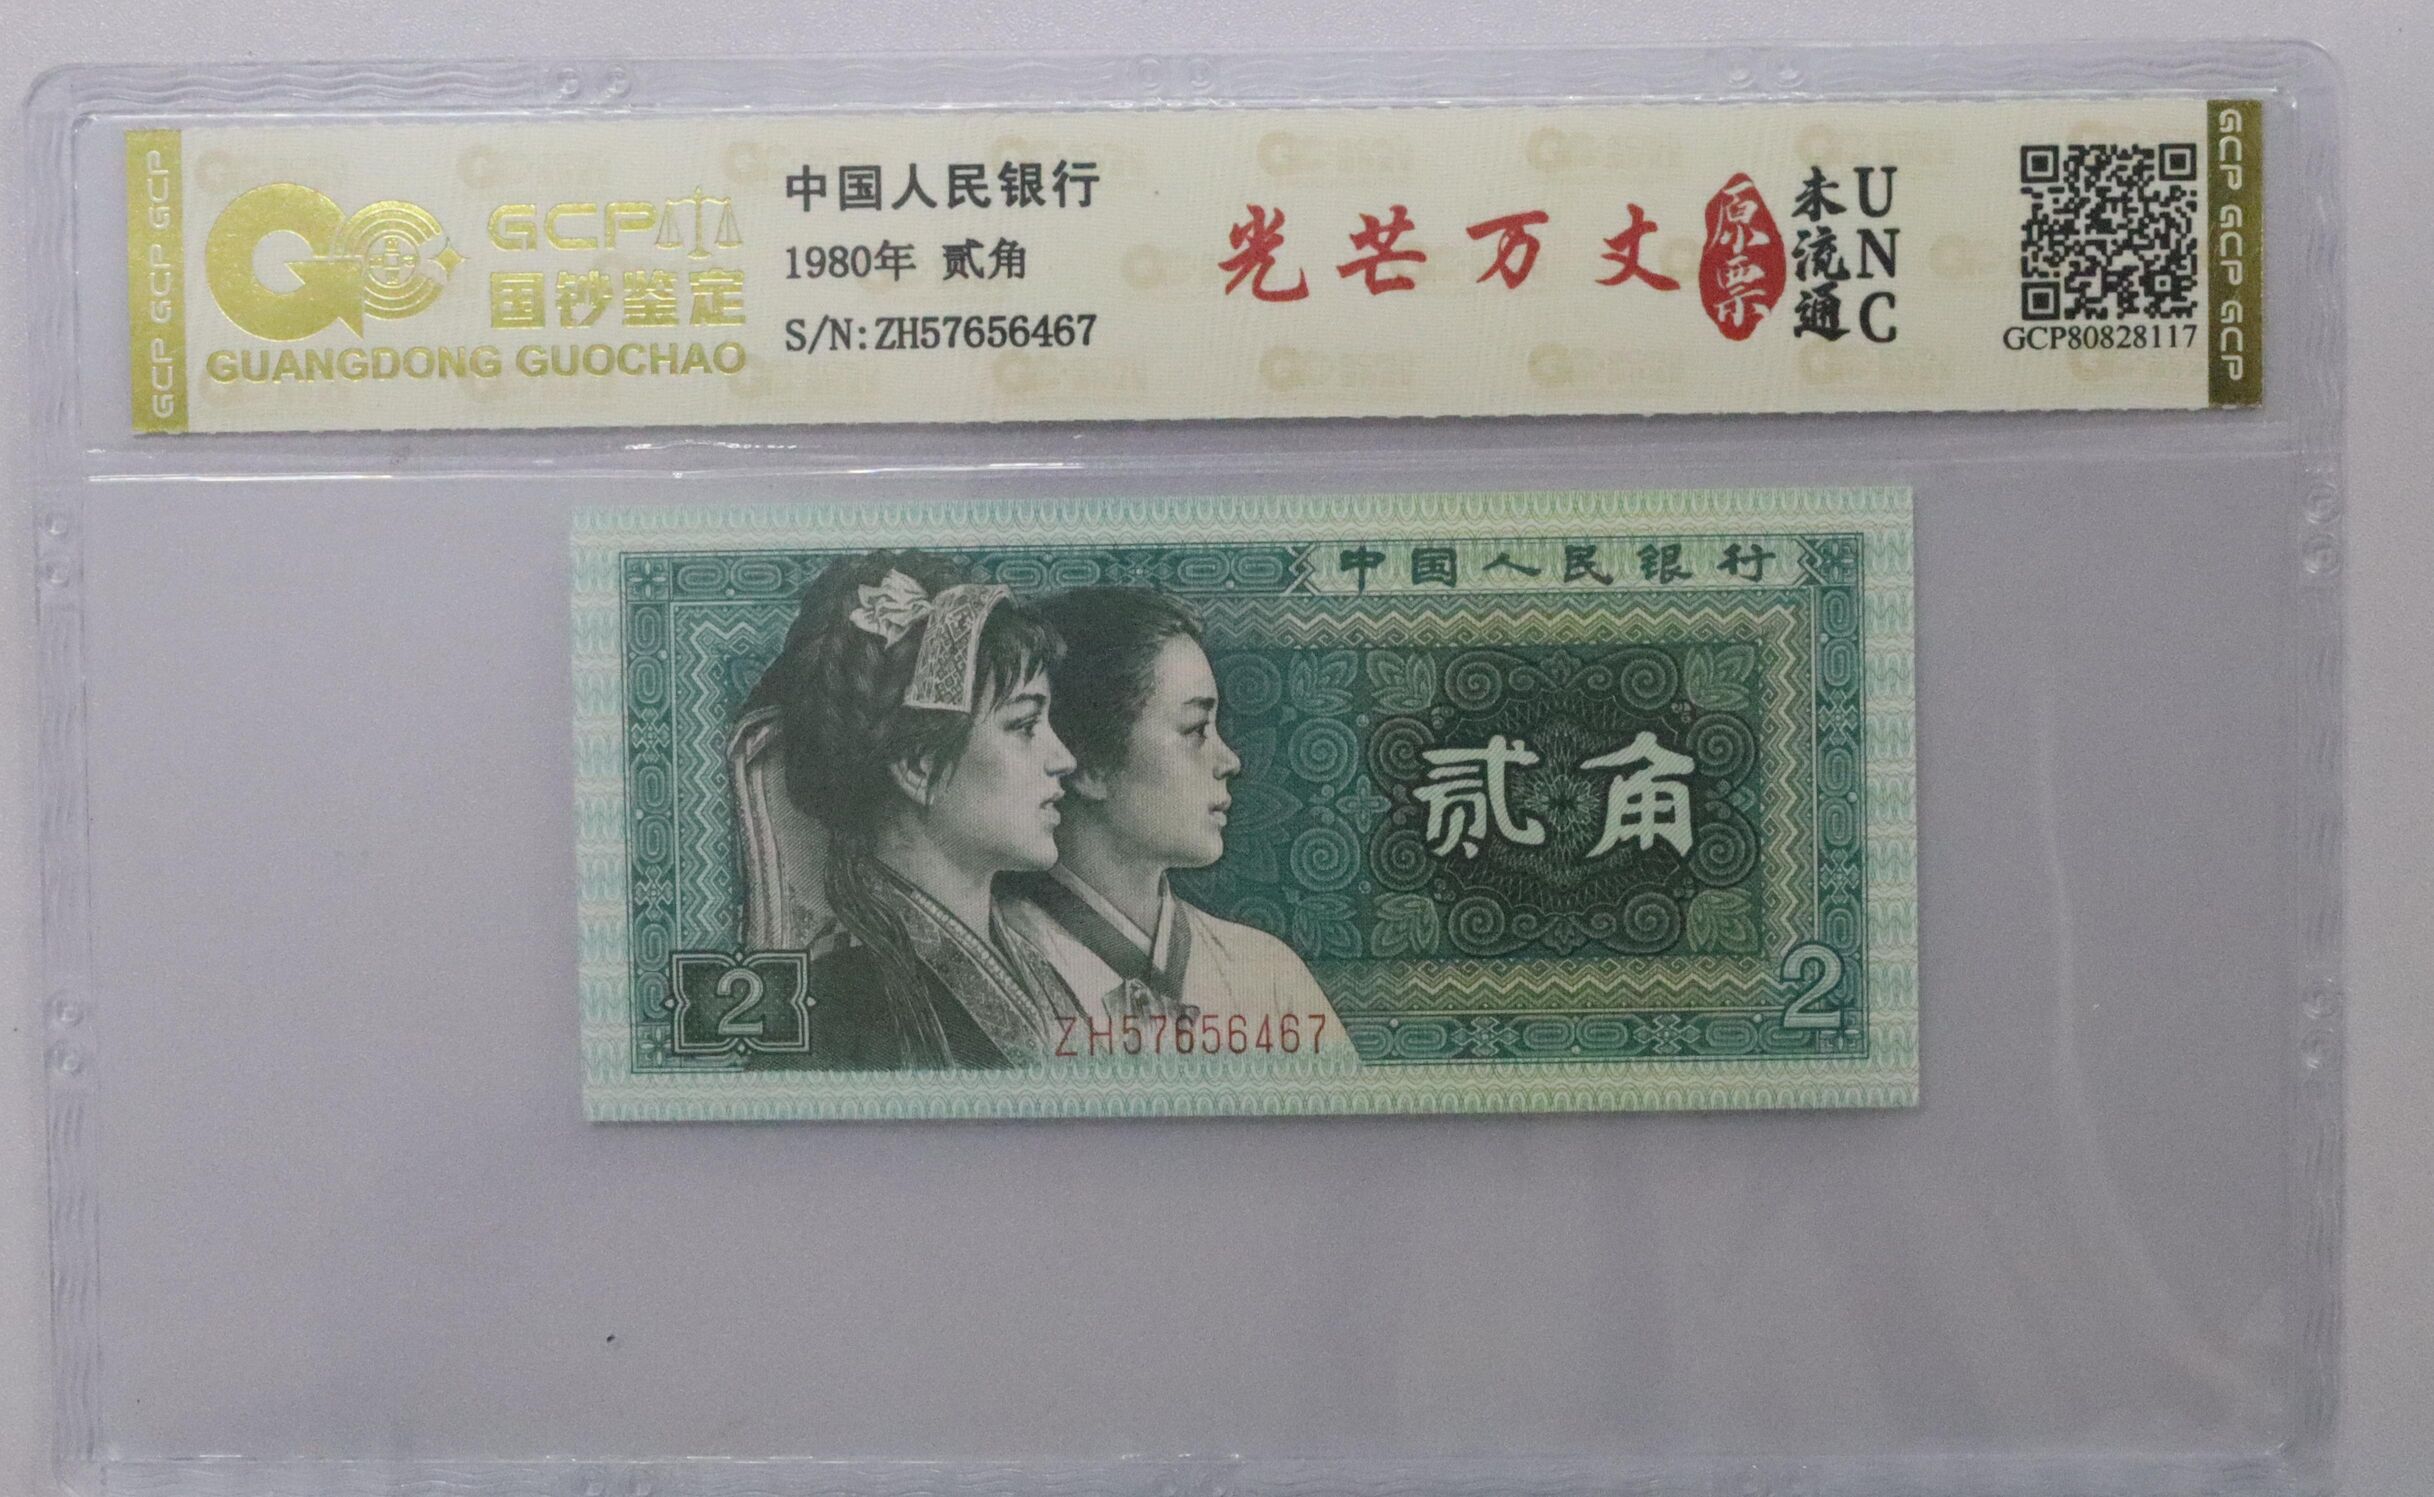 GCP GCP GCP
GCP
国钞鉴定
GUANGDONG GUOCHAO
中国人民银行
1980年 贰角
S/N:ZH57656467
光芒万丈
原票
未流通
UNC
GCP80828117
GCP GCP GCP
中国人民银行
贰角
2
ZH57656467
2